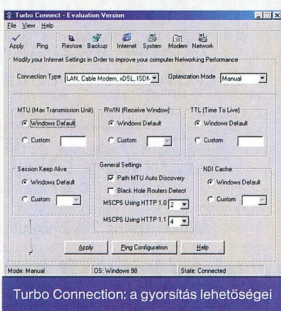 Turbo Connect - Evaluation Version
File View Help
Apply Ping Restore Backup Internet System Modem Network
Modify your Internet Settings in Order to improve your computer Networking Performance
Connection Type LAN, Cable Modem, xDSL, ISDN Optimization Mode Manual
MTU (Max Transmission Unit) RWIN (Receive Window) TTL (Time To Live)
Windows Default Windows Default Windows Default
Custom Custom Custom
Session Keep Alive General Settings NDI Cache
Windows Default Path MTU Auto Discovery Windows Default
Custom Black Hole Routers Detect Custom
MSCPS Using HTTP 1.0 2
MSCPS Using HTTP 1.1 4
Apply Ping Configuration Help
Mode: Manual OS: Windows 98 State: Connected
Turbo Connection: a gyorsítás lehetőségei